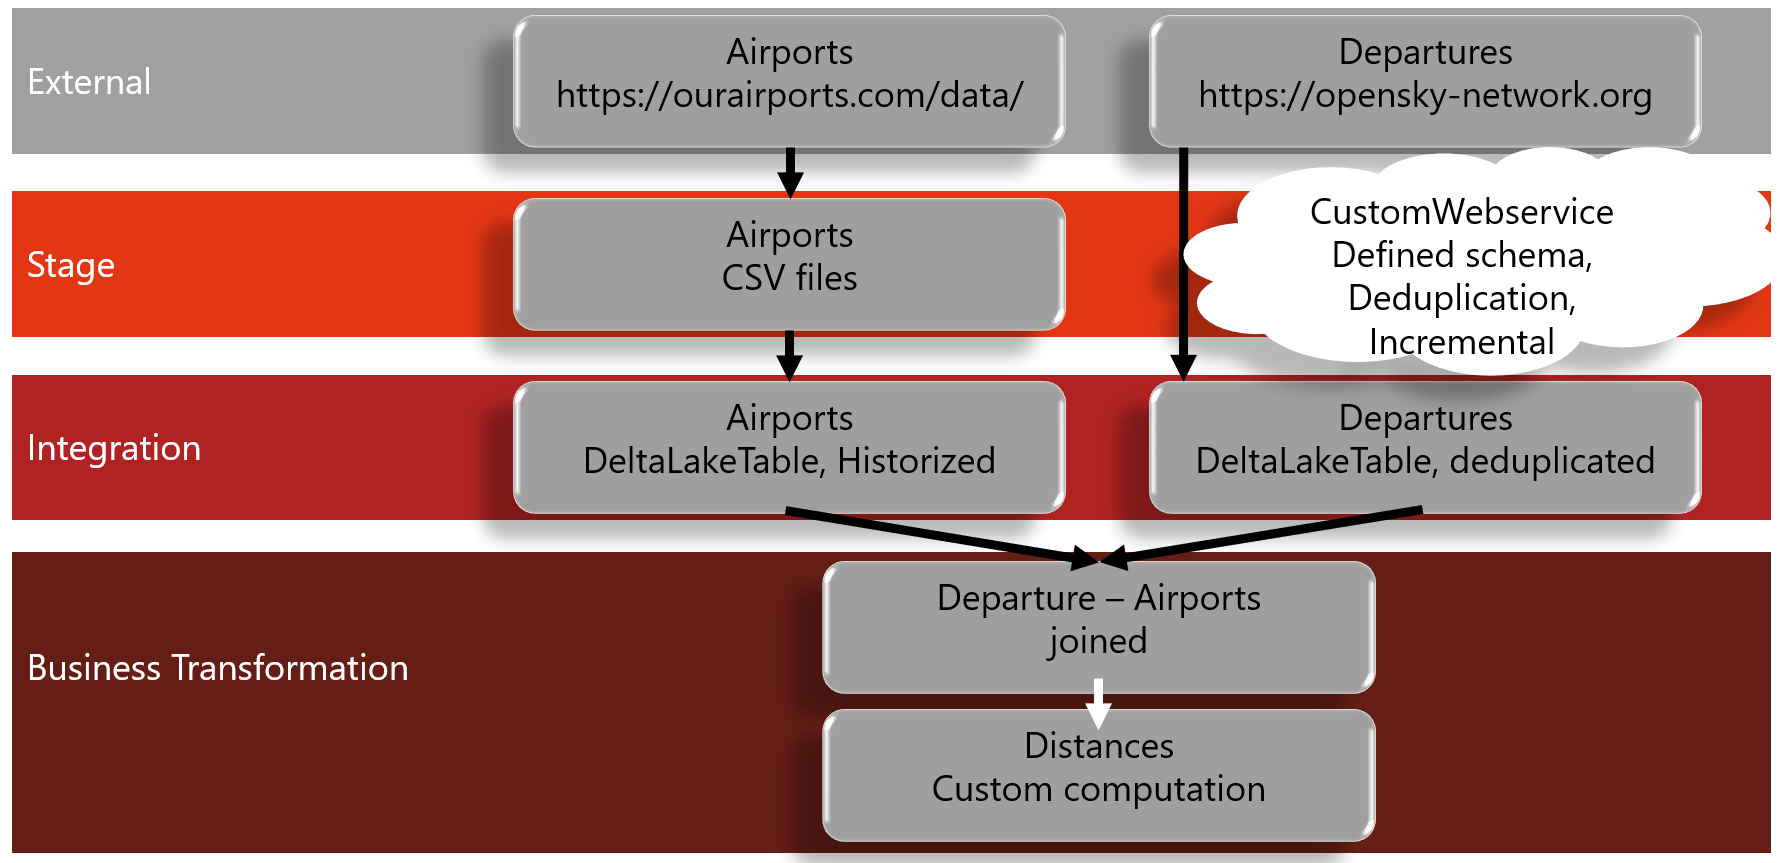 External
Airports
https://ourairports.com/data/
Departures
https://opensky-network.org
Stage
Airports
CSV files
CustomWebservice
Defined schema,
Deduplication,
Incremental
Integration
Airports
DeltaLakeTable, Historized
Departures
DeltaLakeTable, deduplicated
Business Transformation
Departure – Airports
joined
Distances
Custom computation